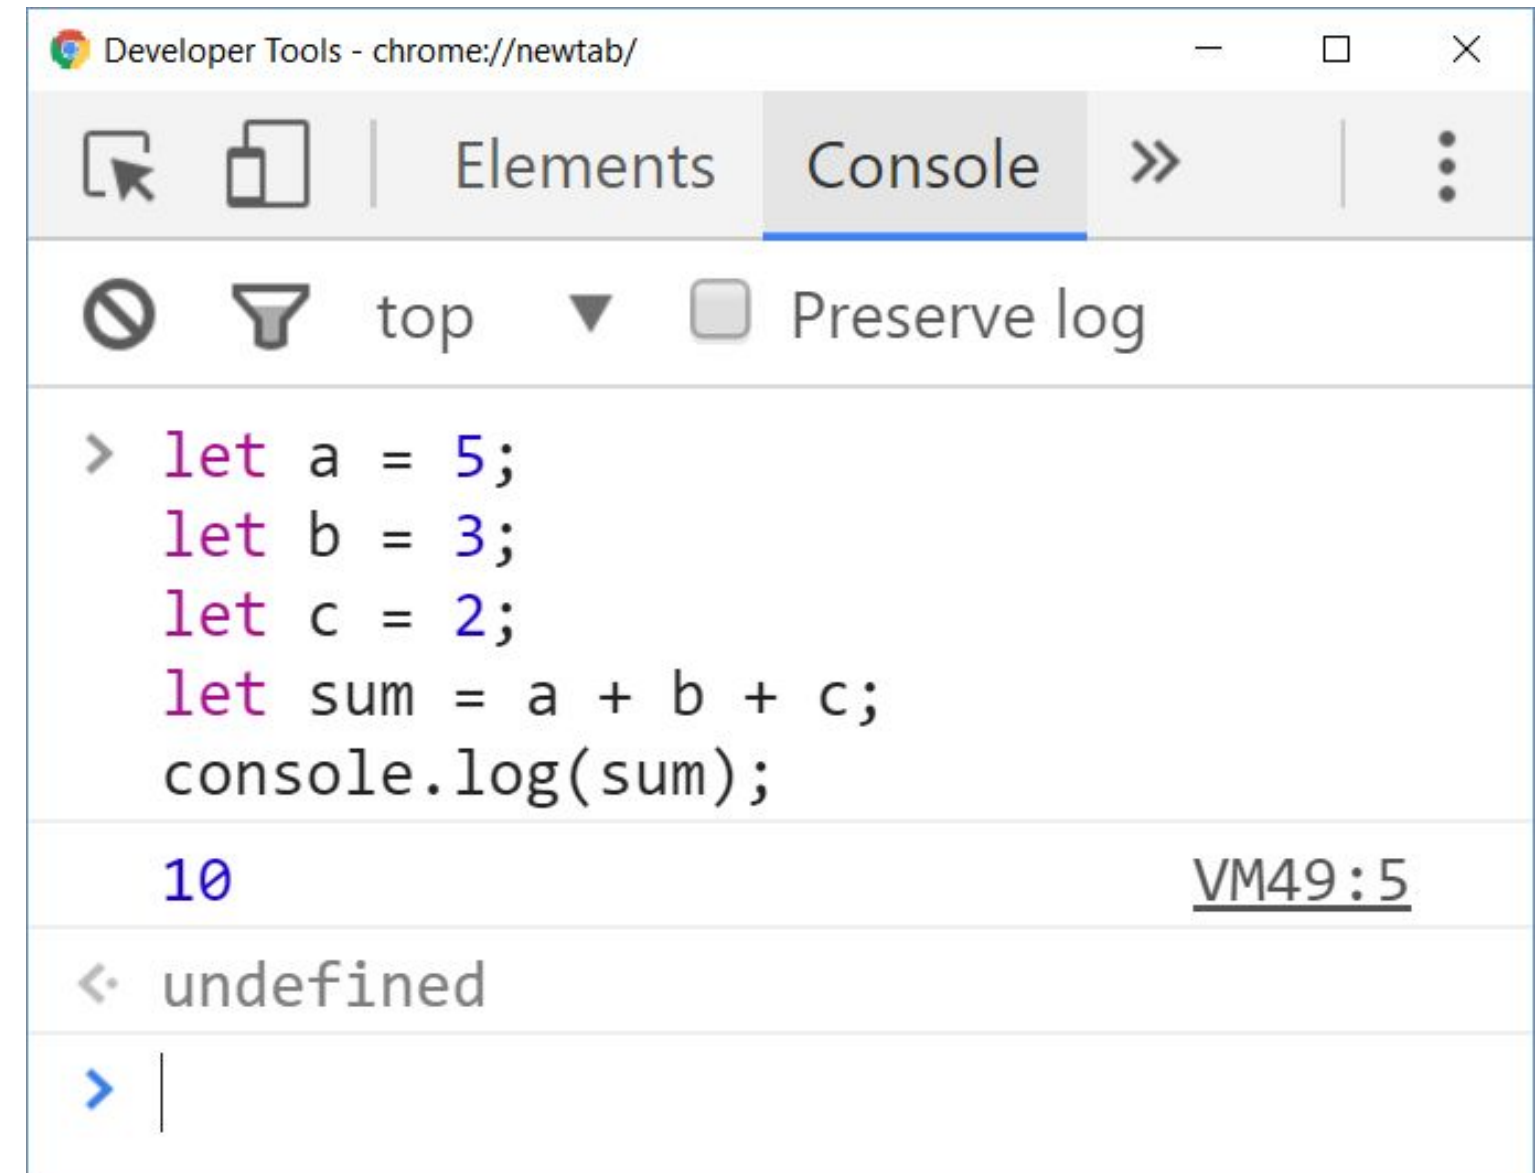 Developer Tools - chrome://newtab/
Elements Console »
top ▼ Preserve log
> let a = 5;
let b = 3;
let c = 2;
let sum = a + b + c;
console.log(sum);
10 VM49:5
undefined
>